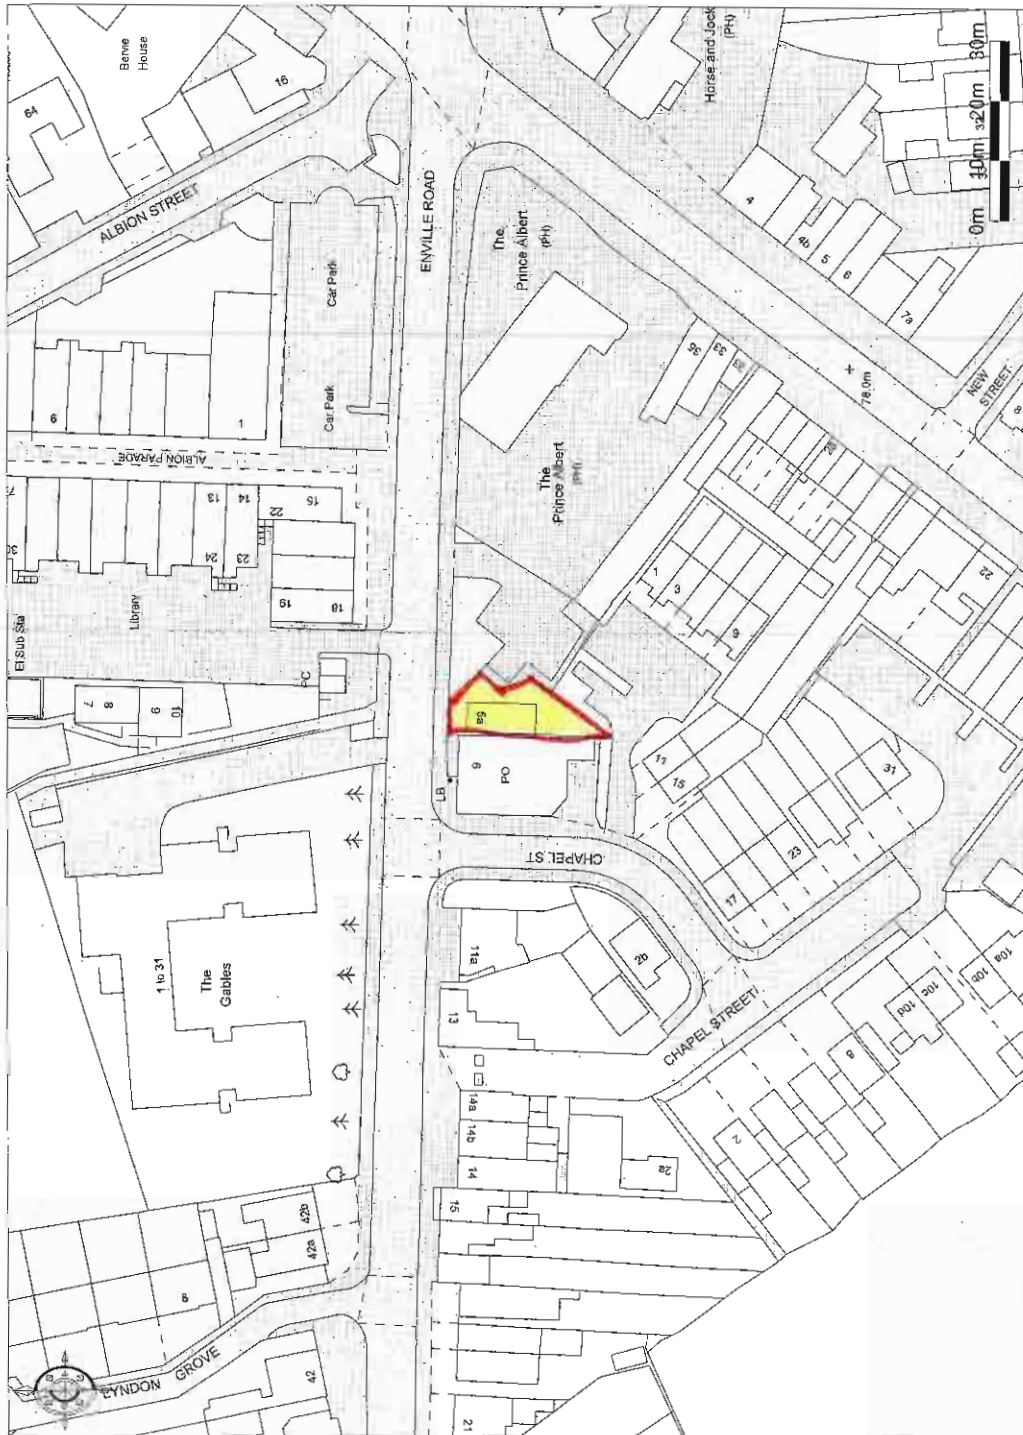 Bervie
House
64
16
ALBION STREET
ENVILLE ROAD
The
Prince Albert
(PH)
Horse and Jock
(PH)
30m
20m
10m
0m
32
4
4b
5
6
7a
Car Park
Car Park
9
1
ALBION PARADE
35
33
78.0m
NEW
STREET
8
The
Prince Albert
(PH)
13
14
15
22
23
24
30
19
18
Library
El Sub Sta
PC
7
8
9
10
1
3
9
22
5a
6
PO
LB
11
15
31
23
17
CHAPEL ST
1 to 31
The
Gables
11a
13
2b
CHAPEL STREET
10a
10b
10c
10d
8
2
14a
14b
14
15
2a
42b
42a
8
LYNDON GROVE
42
21